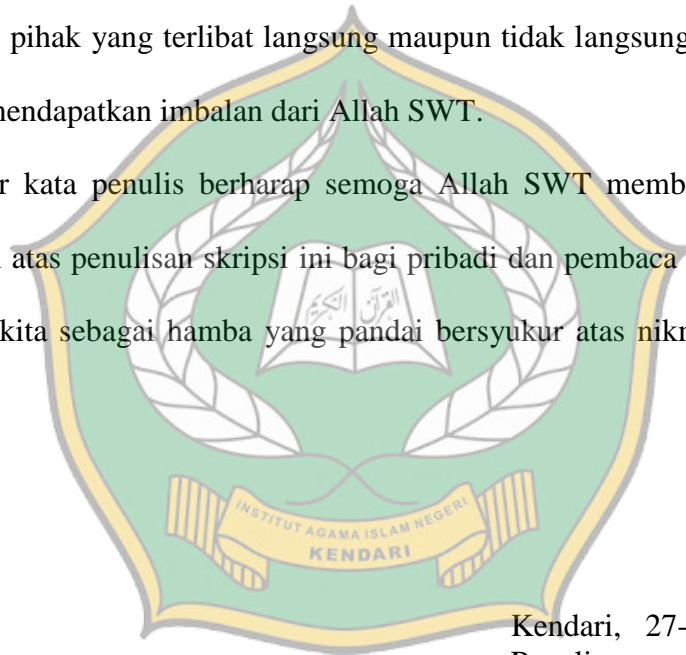 pihak yang terlibat langsung maupun tidak langsung
mendapatkan imbalan dari Allah SWT.
kata penulis berharap semoga Allah SWT
atas penulisan skripsi ini bagi pribadi dan pembaca
القرآن الكريم
kita sebagai hamba yang pandai bersyukur atas
INSTITUT AGAMA ISLAM NEGERI
KENDARI
Kendari, 27-